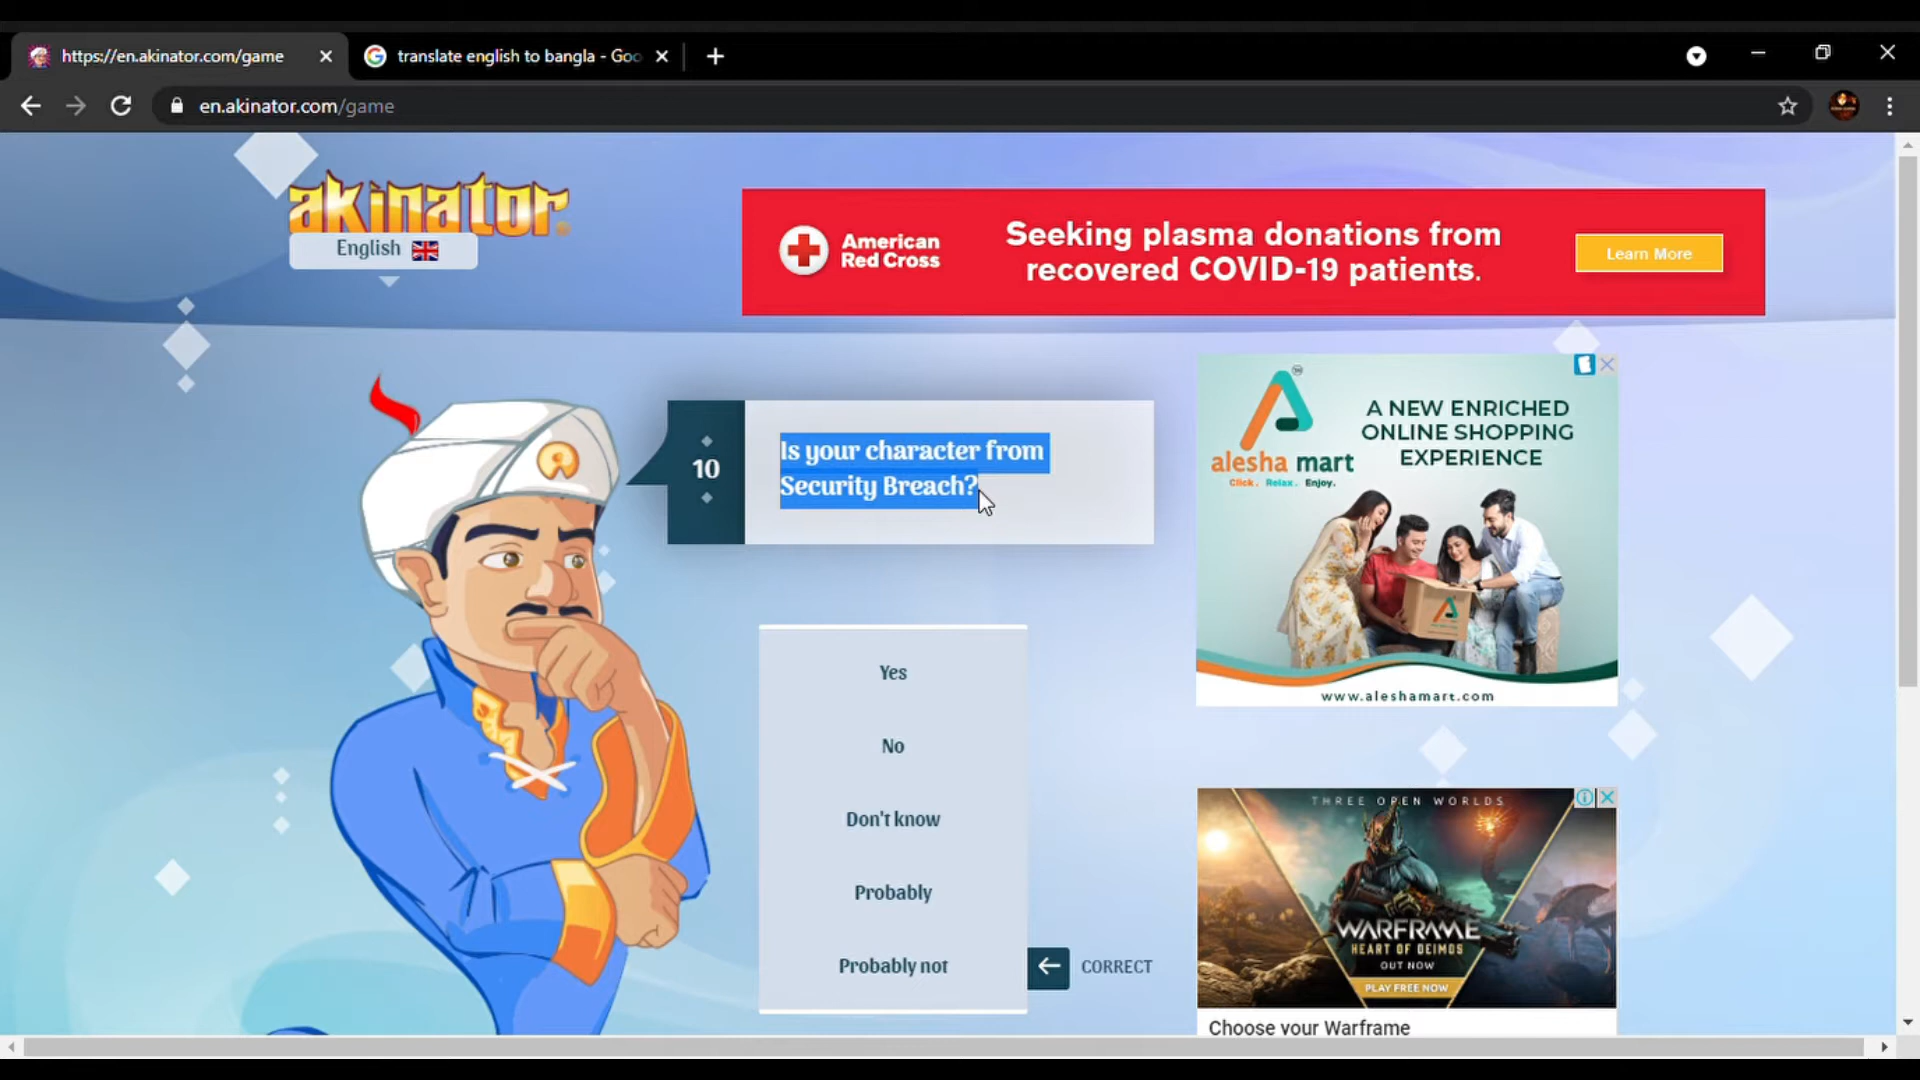 https://en.akinator.com/game
translate english to bangla - Goo
en.akinator.com/game
akinator
English
American
Red Cross
Seeking plasma donations from
recovered COVID-19 patients.
Learn More
10
Is your character from
Security Breach?
Yes
No
Don't know
Probably
Probably not
CORRECT
alesha mart
Click. Relax. Enjoy.
A NEW ENRICHED
ONLINE SHOPPING
EXPERIENCE
www.aleshamart.com
THREE OPEN WORLDS
WARFRAME
HEART OF DEIMOS
OUT NOW
PLAY FREE NOW
Choose your Warframe